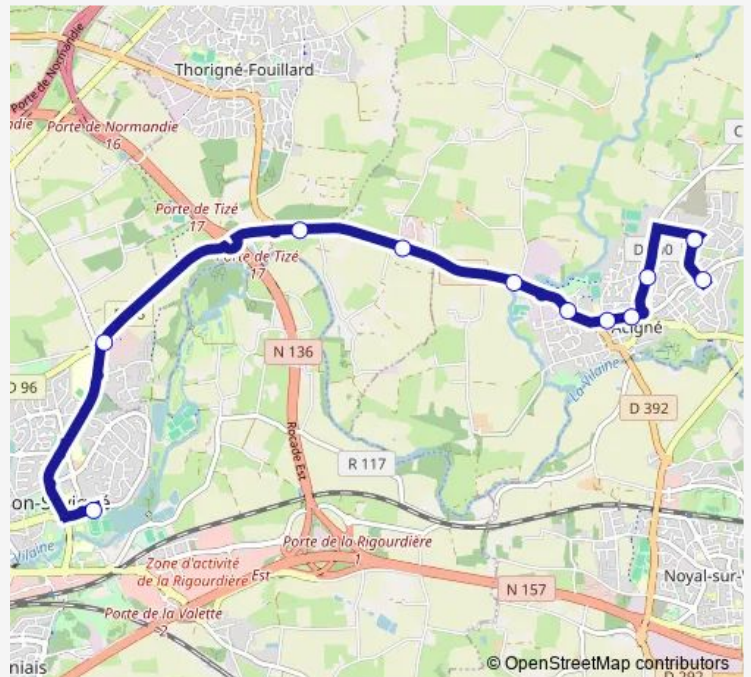 Porte de Normandie
Thorigné-Fouillard
Porte de Normandie
16
Porte de Tizé
17
Porte de Tizé
17
Acigné
La Vilaine
N 136
D 96
D 392
Rocade Est
R 117
Vilaine
Porte de la Rigourdière
1
Zone d'activité
de la Rigourdière
Est
N 157
Noyal-sur-V
Porte de la Valette
2
niais
© OpenStreetMap contributors
D 392